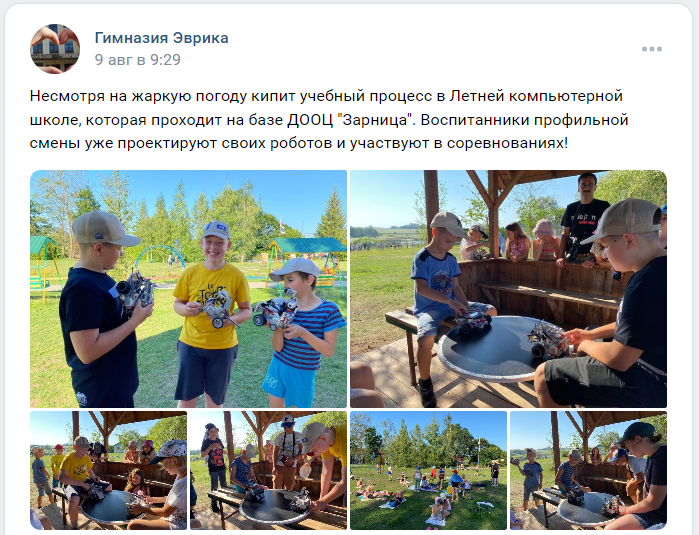 Гимназия Эврика
9 авг в 9:29
Несмотря на жаркую погоду кипит учебный процесс в Летней компьютерной
школе, которая проходит на базе ДООЦ "Зарница". Воспитанники профильной
смены уже проектируют своих роботов и участвуют в соревнованиях!